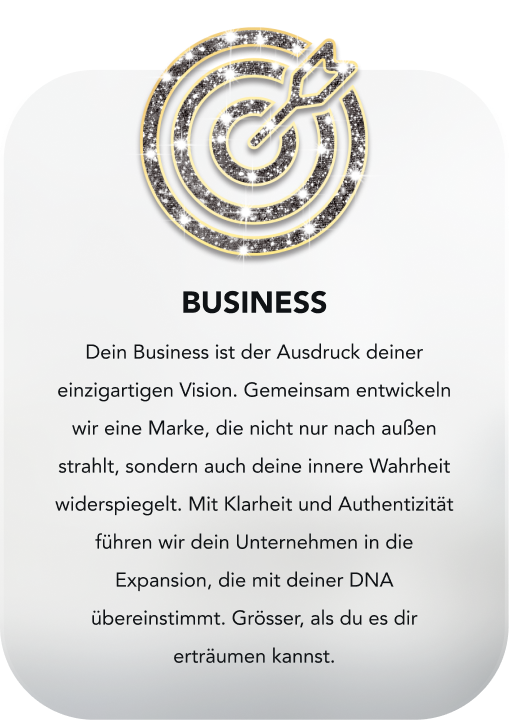 BUSINESS
Dein Business ist der Ausdruck deiner
einzigartigen Vision. Gemeinsam entwickeln
wir eine Marke, die nicht nur nach außen
strahlt, sondern auch deine innere Wahrheit
widerspiegelt. Mit Klarheit und Authentizität
führen wir dein Unternehmen in die
Expansion, die mit deiner DNA
übereinstimmt. Grösser, als du es dir
erträumen kannst.